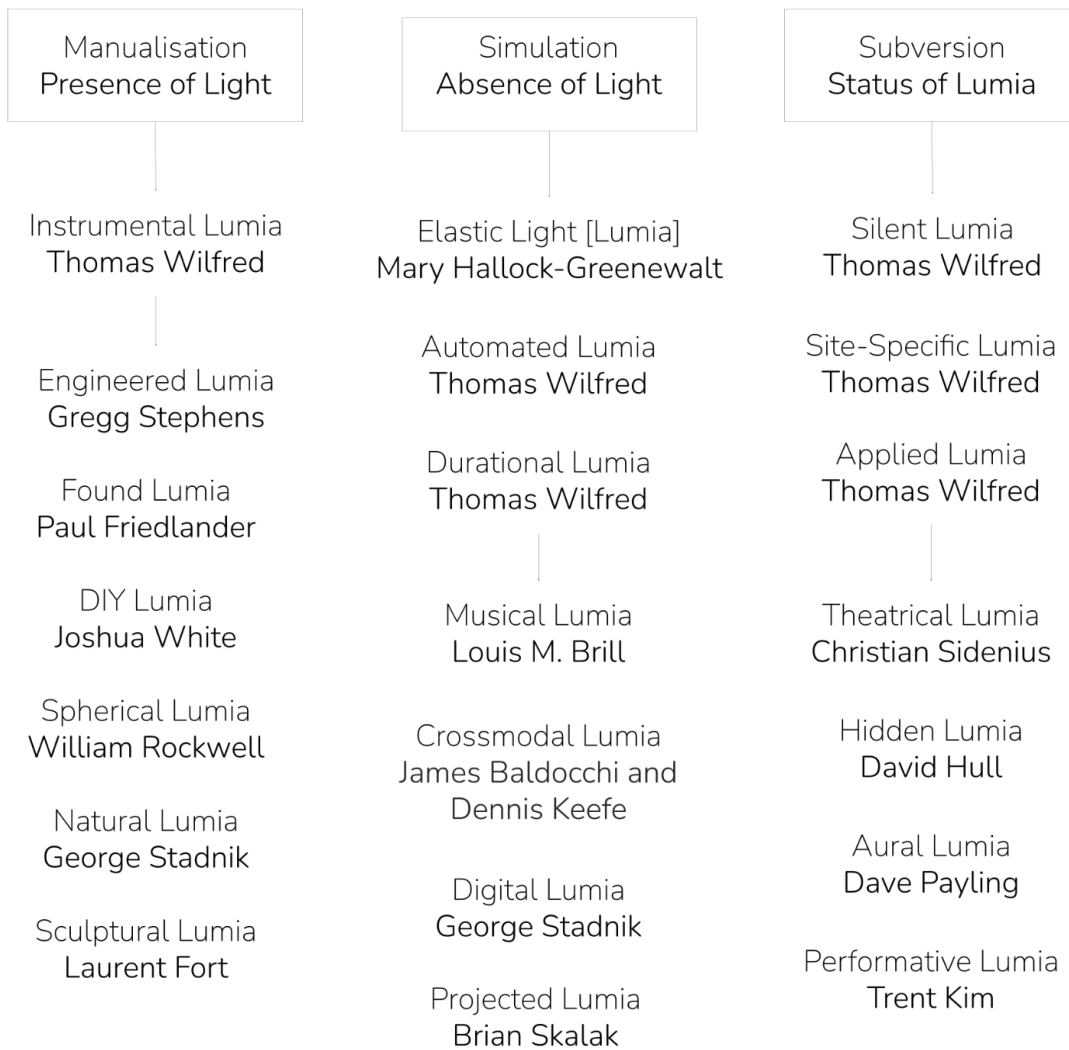 Manualisation
Presence of Light
Instrumental Lumia
Thomas Wilfred
Engineered Lumia
Gregg Stephens
Found Lumia
Paul Friedlander
DIY Lumia
Joshua White
Spherical Lumia
William Rockwell
Natural Lumia
George Stadnik
Sculptural Lumia
Laurent Fort
Simulation
Absence of Light
Elastic Light [Lumia]
Mary Hallock-Greenewalt
Automated Lumia
Thomas Wilfred
Durational Lumia
Thomas Wilfred
Musical Lumia
Louis M. Brill
Crossmodal Lumia
James Baldocchi and
Dennis Keefe
Digital Lumia
George Stadnik
Projected Lumia
Brian Skalak
Subversion
Status of Lumia
Silent Lumia
Thomas Wilfred
Site-Specific Lumia
Thomas Wilfred
Applied Lumia
Thomas Wilfred
Theatrical Lumia
Christian Sidenius
Hidden Lumia
David Hull
Aural Lumia
Dave Payling
Performative Lumia
Trent Kim